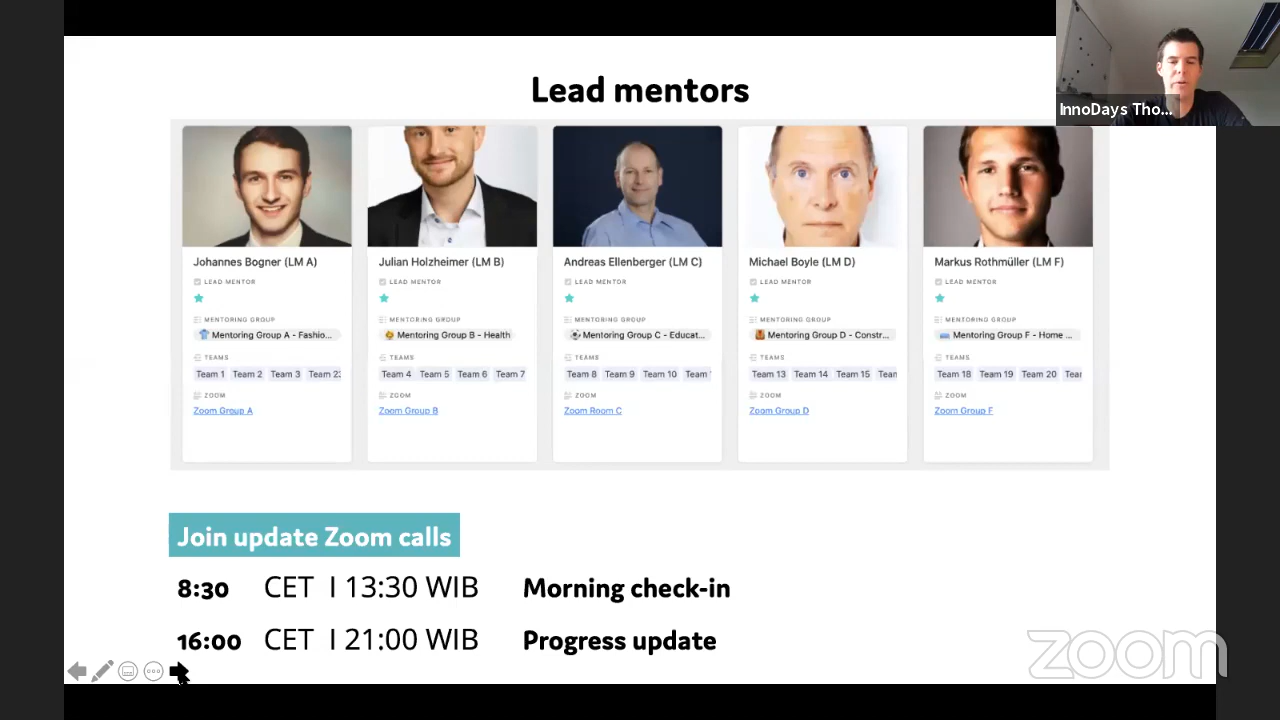 Lead mentors
InnoDays Tho...
Johannes Bogner (LM A)
LEAD MENTOR
MENTORING GROUP
Mentoring Group A - Fashio...
TEAMS
Team 1 Team 2 Team 3 Team 22
ZOOM
Zoom Group A
Julian Holzheimer (LM B)
LEAD MENTOR
MENTORING GROUP
Mentoring Group B - Health
TEAMS
Team 4 Team 5 Team 6 Team 7
ZOOM
Zoom Group B
Andreas Ellenberger (LM C)
LEAD MENTOR
MENTORING GROUP
Mentoring Group C - Educat...
TEAMS
Team 8 Team 9 Team 10 Team
ZOOM
Zoom Room C
Michael Boyle (LM D)
LEAD MENTOR
MENTORING GROUP
Mentoring Group D - Constr...
TEAMS
Team 13 Team 14 Team 15 Tean
ZOOM
Zoom Group D
Markus Rothmüller (LM F)
LEAD MENTOR
MENTORING GROUP
Mentoring Group F - Home ...
TEAMS
Team 18 Team 19 Team 20 Tear
ZOOM
Zoom Group F
Join update Zoom calls
8:30 CET I 13:30 WIB Morning check-in
16:00 CET I 21:00 WIB Progress update
zoom